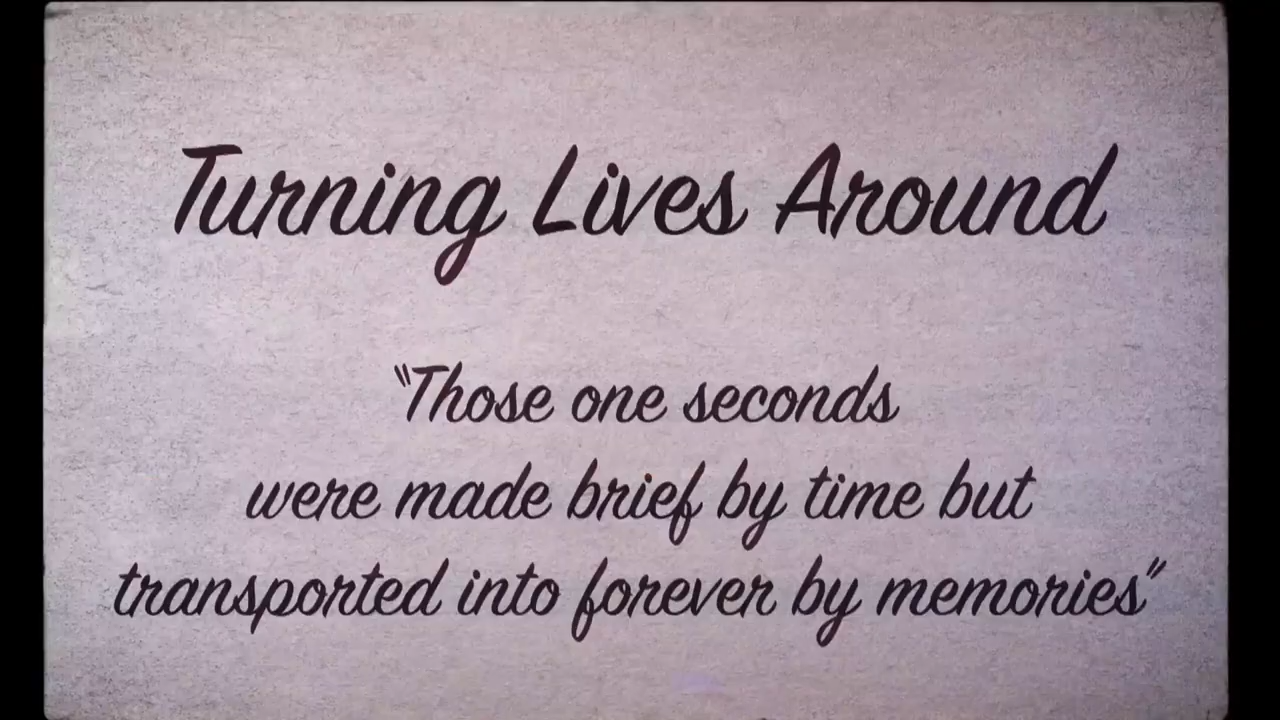 Turning Lives Around
"Those one seconds
were made brief by time but
transported into forever by memories"